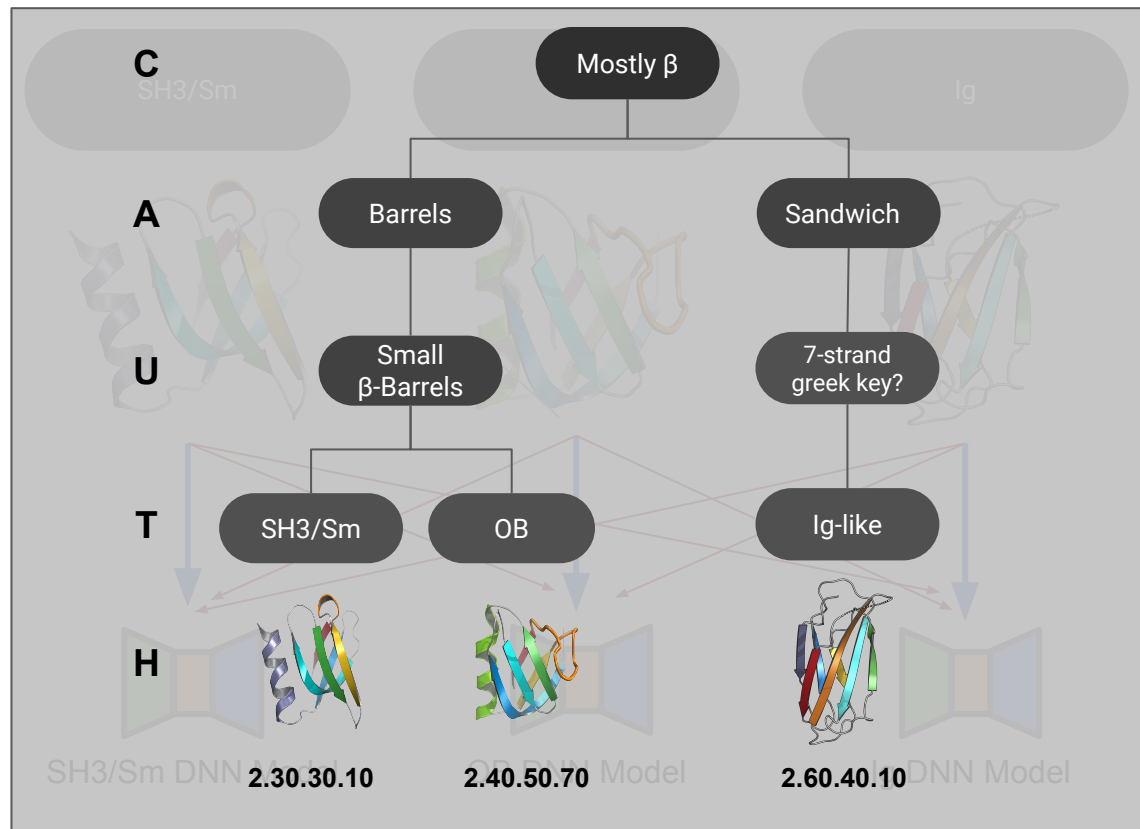 C
Mostly β
SH3/Sm
Ig
A
Barrels
Sandwich
U
Small
β-Barrels
7-strand
greek key?
T
SH3/Sm
OB
Ig-like
H
SH3/Sm DNN Model
OB DNN Model
Ig DNN Model
2.30.30.10
2.40.50.70
2.60.40.10